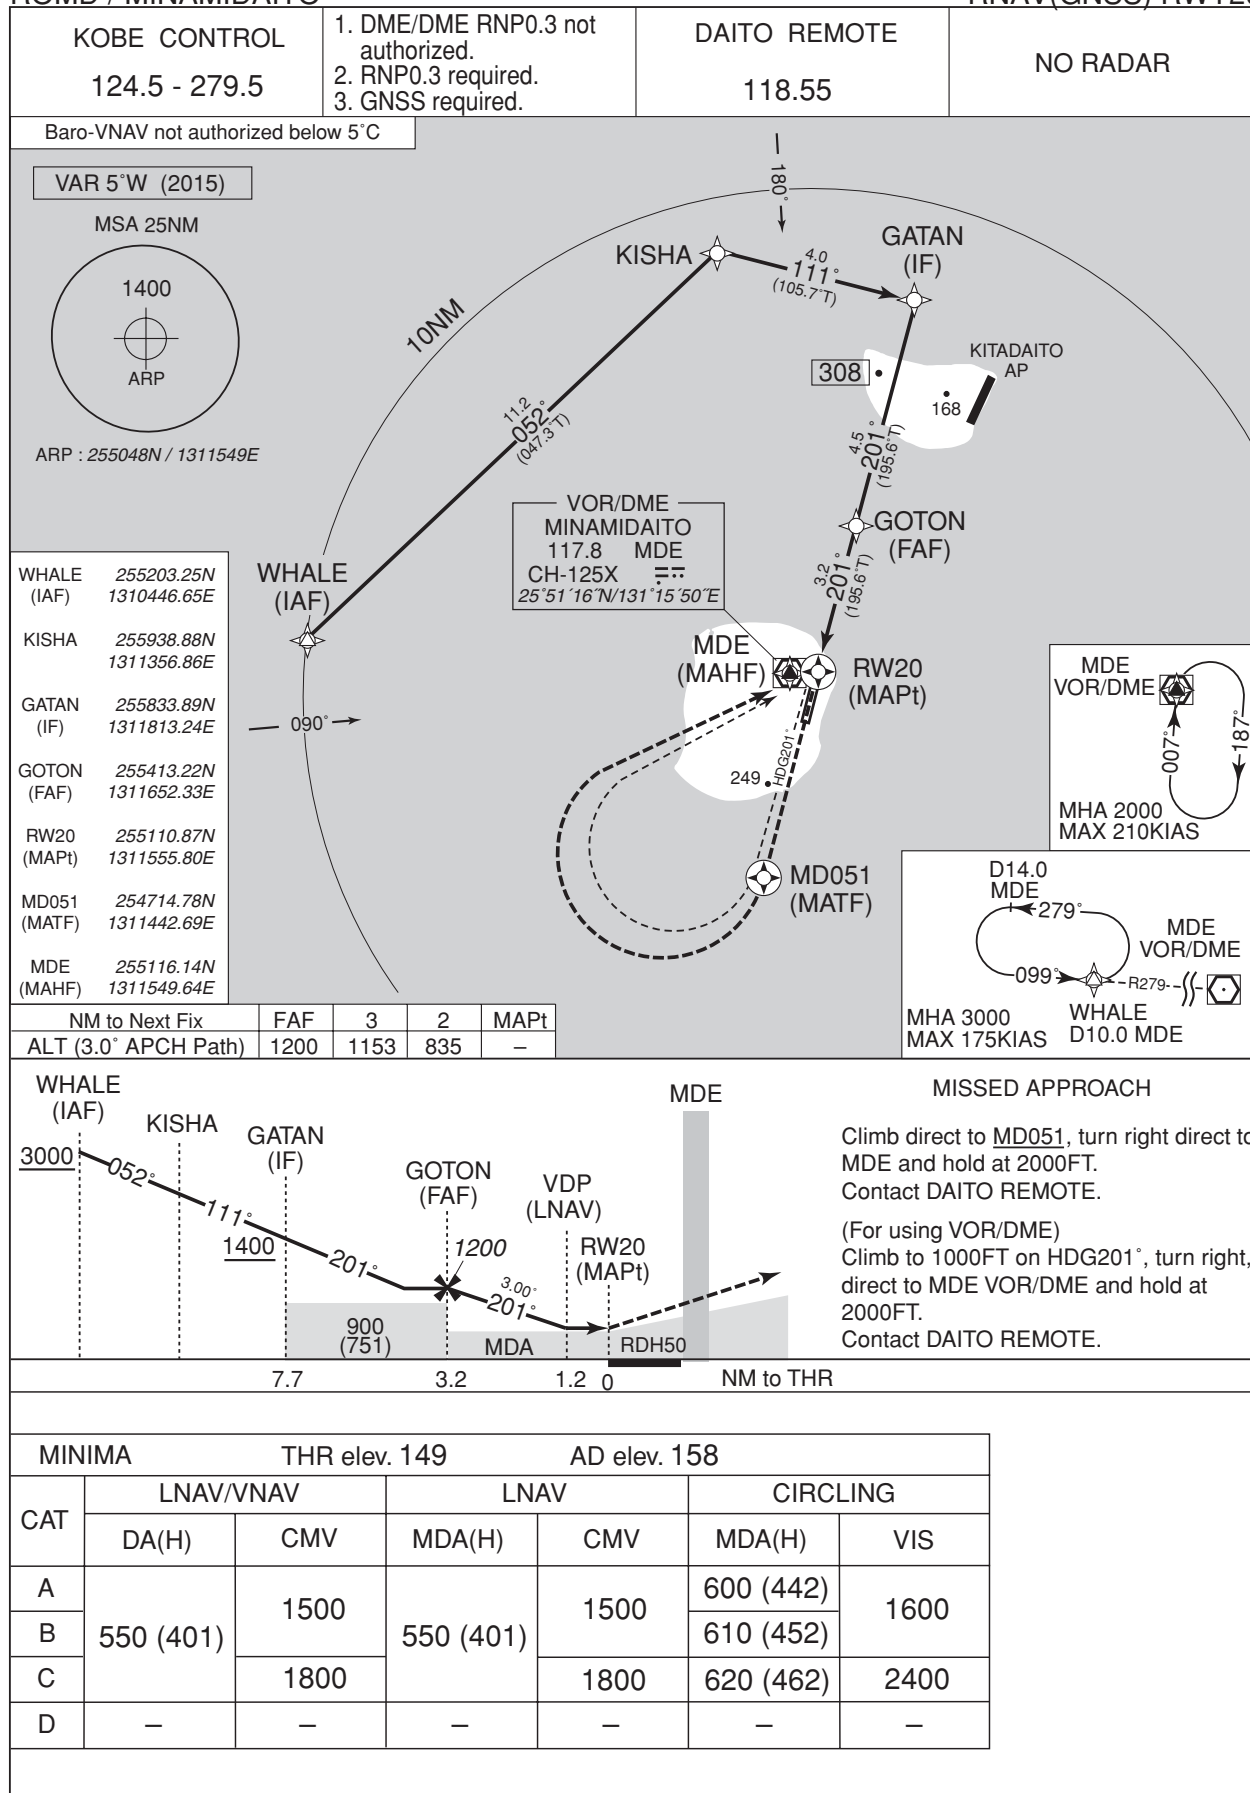 KOBE CONTROL
124.5 - 279.5
1. DME/DME RNP0.3 not
authorized.
2. RNP0.3 required.
3. GNSS required.
DAITO REMOTE
118.55
NO RADAR
Baro-VNAV not authorized below 5°C
VAR 5°W (2015)
MSA 25NM
1400
ARP
ARP : 255048N / 1311549E
10NM
180°
KISHA
4.0
111°
(105.7°T)
GATAN
(IF)
KITADAITO
AP
308
168
11.2
052°
(047.3°T)
4.5
201°
(195.6°T)
GOTON
(FAF)
3.2
201°
(195.6°T)
VOR/DME
MINAMIDAITO
117.8 MDE
CH-125X
25°51´16˝N/131°15´50˝E
WHALE
(IAF)
090°
MDE
(MAHF)
RW20
(MAPt)
HDG201°
249
MD051
(MATF)
WHALE 255203.25N
(IAF) 1310446.65E
KISHA 255938.88N
1311356.86E
GATAN 255833.89N
(IF) 1311813.24E
GOTON 255413.22N
(FAF) 1311652.33E
RW20 255110.87N
(MAPt) 1311555.80E
MD051 254714.78N
(MATF) 1311442.69E
MDE 255116.14N
(MAHF) 1311549.64E
MDE
VOR/DME
007°
187°
MHA 2000
MAX 210KIAS
D14.0
MDE
279°
MDE
VOR/DME
099°
R279
WHALE
D10.0 MDE
MHA 3000
MAX 175KIAS
NM to Next Fix FAF 3 2 MAPt
ALT (3.0° APCH Path) 1200 1153 835 –
WHALE
(IAF)
KISHA
GATAN
(IF)
GOTON
(FAF)
VDP
(LNAV)
RW20
(MAPt)
MDE
3000
052°
111°
1400
201°
1200
3.00°
201°
900
(751)
MDA
RDH50
7.7 3.2 1.2 0 NM to THR
MISSED APPROACH
Climb direct to MD051, turn right direct to
MDE and hold at 2000FT.
Contact DAITO REMOTE.
(For using VOR/DME)
Climb to 1000FT on HDG201°, turn right,
direct to MDE VOR/DME and hold at
2000FT.
Contact DAITO REMOTE.
MINIMA THR elev. 149 AD elev. 158
CAT LNAV/VNAV LNAV CIRCLING
DA(H) CMV MDA(H) CMV MDA(H) VIS
A 550 (401) 1500 550 (401) 1500 600 (442) 1600
B 610 (452)
C 1800 1800 620 (462) 2400
D – – – – – –